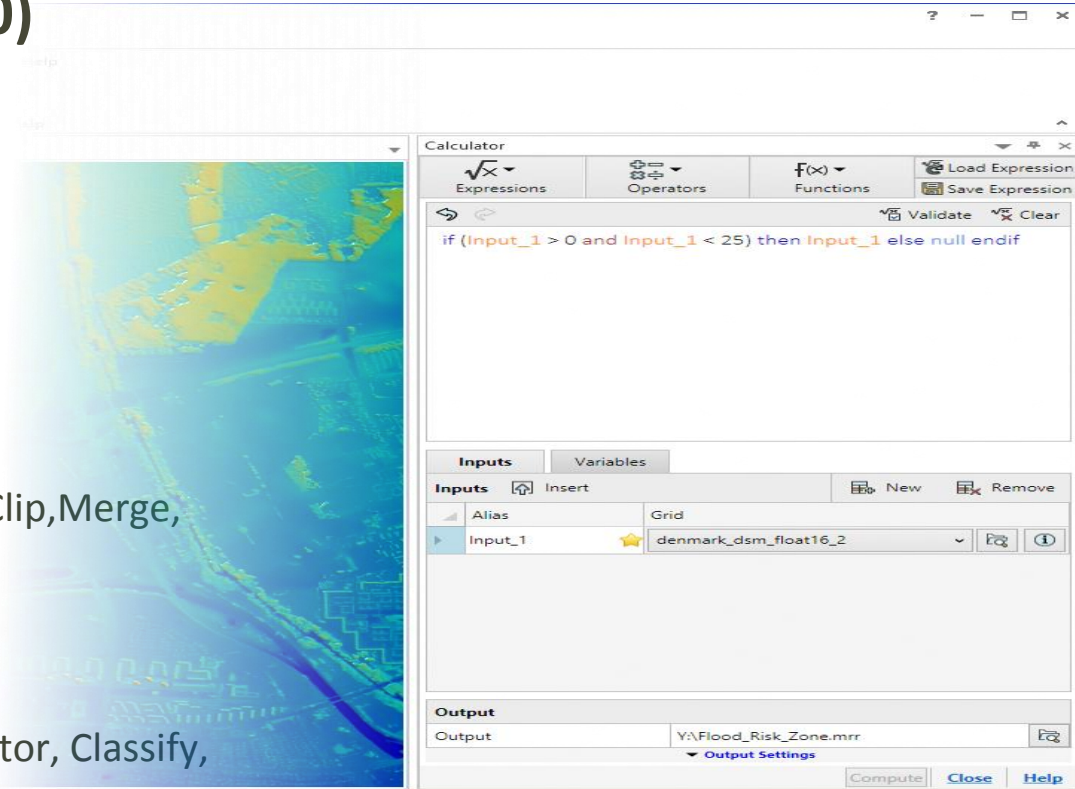 0)
? 
Help
Calculator
Expressions
Operators
f(x)
Functions
Load Expression
Save Expression
Validate
Clear
if (Input_1 > 0 and Input_1 < 25) then Input_1 else null endif
Inputs
Variables
Inputs
Insert
New
Remove
Alias
Grid
Input_1
denmark_dsm_float16_2
Clip,Merge,
Output
Output
Y:\Flood_Risk_Zone.mrr
tor, Classify,
Output Settings
Compute
Close
Help